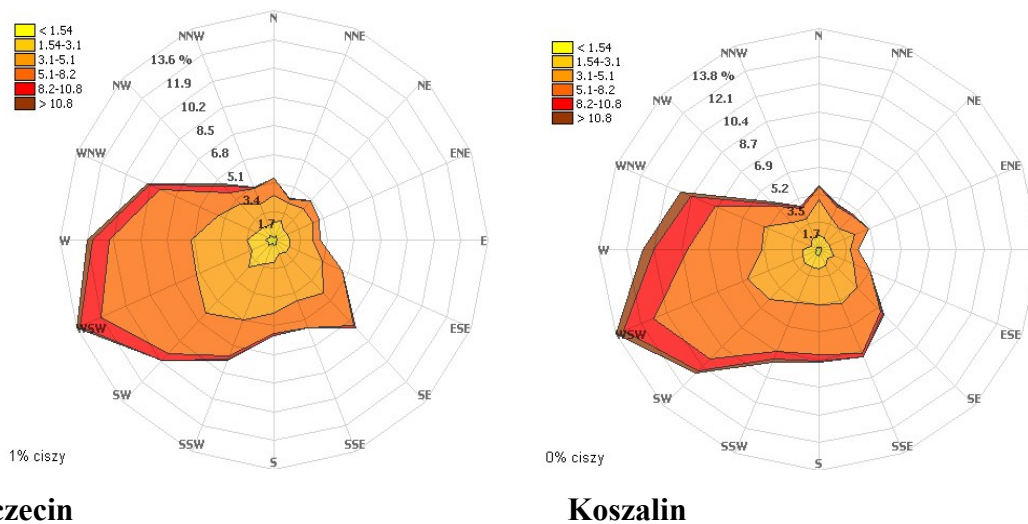 N
NNW
NNE
13.6 %
NW
NE
11.9
10.2
8.5
WNW
ENE
6.8
5.1
3.4
1.7
W
E
WSW
ESE
SW
SE
SSW
SSE
S
< 1.54
1.54-3.1
3.1-5.1
5.1-8.2
8.2-10.8
> 10.8
1% ciszy
czecin
N
NNW
NNE
13.8 %
NW
NE
12.1
10.4
8.7
WNW
ENE
6.9
5.2
3.5
1.7
W
WSW
ESE
SW
SE
SSW
SSE
S
< 1.54
1.54-3.1
3.1-5.1
5.1-8.2
8.2-10.8
> 10.8
0% ciszy
Koszalin